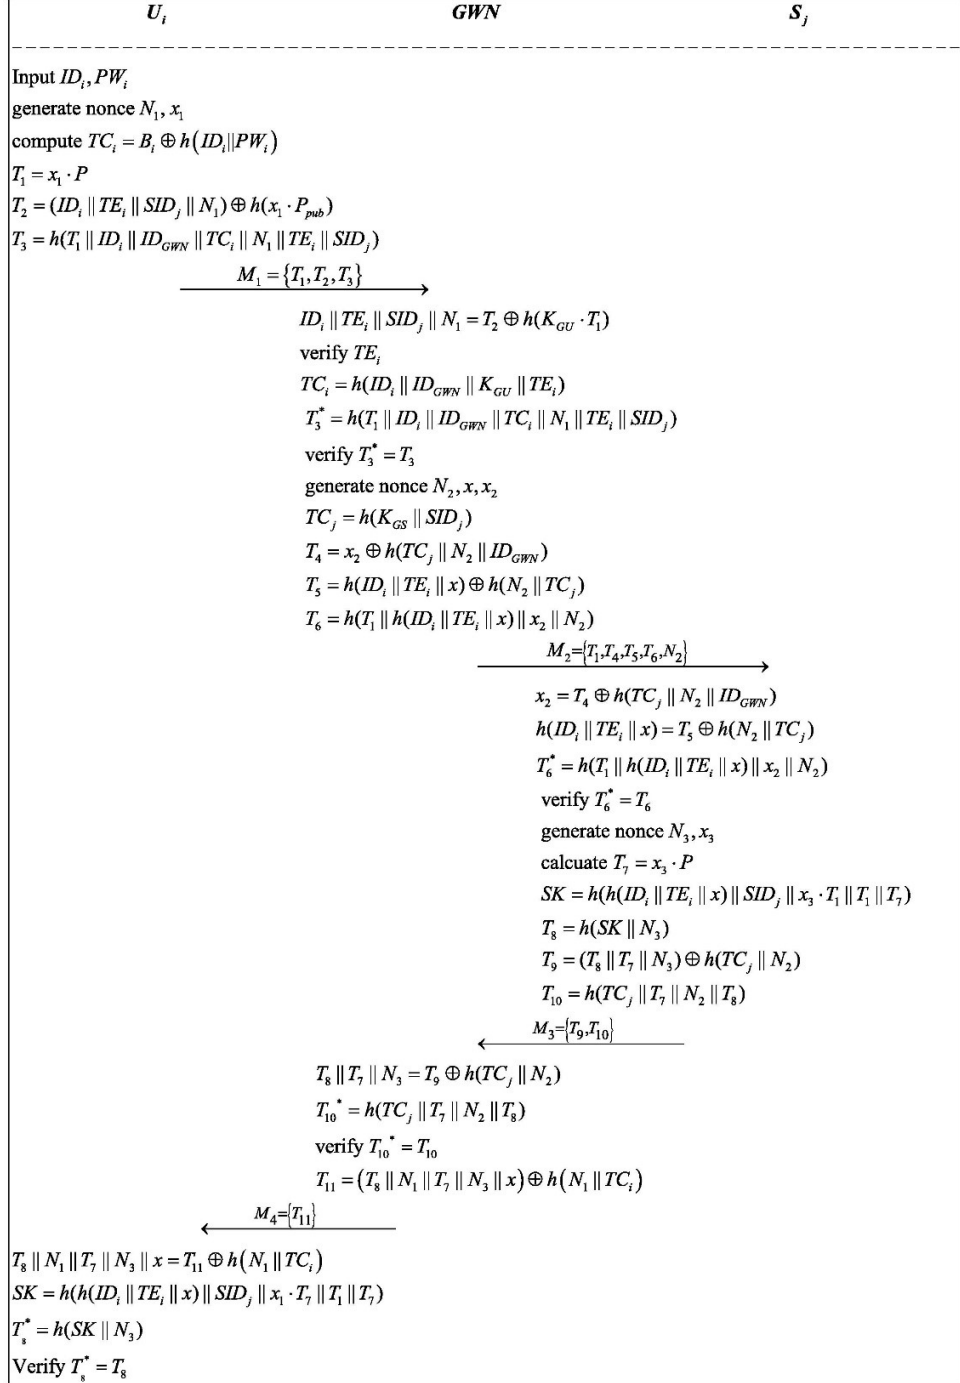 U_i GWN S_j
Input ID_i, PW_i
generate nonce N_1, x_1
compute TC_i = B_i ⊕ h(ID_i||PW_i)
T_1 = x_1 · P
T_2 = (ID_i || TE_i || SID_j || N_1) ⊕ h(x_1 · P_pub)
T_3 = h(T_1 || ID_i || ID_GWN || TC_i || N_1 || TE_i || SID_j)
M_1 = {T_1, T_2, T_3}
ID_i || TE_i || SID_j || N_1 = T_2 ⊕ h(K_GU · T_1)
verify TE_i
TC_i = h(ID_i || ID_GWN || K_GU || TE_i)
T_3^* = h(T_1 || ID_i || ID_GWN || TC_i || N_1 || TE_i || SID_j)
verify T_3^* = T_3
generate nonce N_2, x, x_2
TC_j = h(K_GS || SID_j)
T_4 = x_2 ⊕ h(TC_j || N_2 || ID_GWN)
T_5 = h(ID_i || TE_i || x) ⊕ h(N_2 || TC_j)
T_6 = h(T_1 || h(ID_i || TE_i || x) || x_2 || N_2)
M_2={T_1,T_4,T_5,T_6,N_2}
x_2 = T_4 ⊕ h(TC_j || N_2 || ID_GWN)
h(ID_i || TE_i || x) = T_5 ⊕ h(N_2 || TC_j)
T_6^* = h(T_1 || h(ID_i || TE_i || x) || x_2 || N_2)
verify T_6^* = T_6
generate nonce N_3, x_3
calcuate T_7 = x_3 · P
SK = h(h(ID_i || TE_i || x) || SID_j || x_3 · T_1 || T_1 || T_7)
T_8 = h(SK || N_3)
T_9 = (T_8 || T_7 || N_3) ⊕ h(TC_j || N_2)
T_10 = h(TC_j || T_7 || N_2 || T_8)
M_3={T_9,T_10}
T_8 || T_7 || N_3 = T_9 ⊕ h(TC_j || N_2)
T_10^* = h(TC_j || T_7 || N_2 || T_8)
verify T_10^* = T_10
T_11 = (T_8 || N_1 || T_7 || N_3 || x) ⊕ h(N_1 || TC_i)
M_4={T_11}
T_8 || N_1 || T_7 || N_3 || x = T_11 ⊕ h(N_1 || TC_i)
SK = h(h(ID_i || TE_i || x) || SID_j || x_1 · T_7 || T_1 || T_7)
T_8^* = h(SK || N_3)
Verify T_8^* = T_8